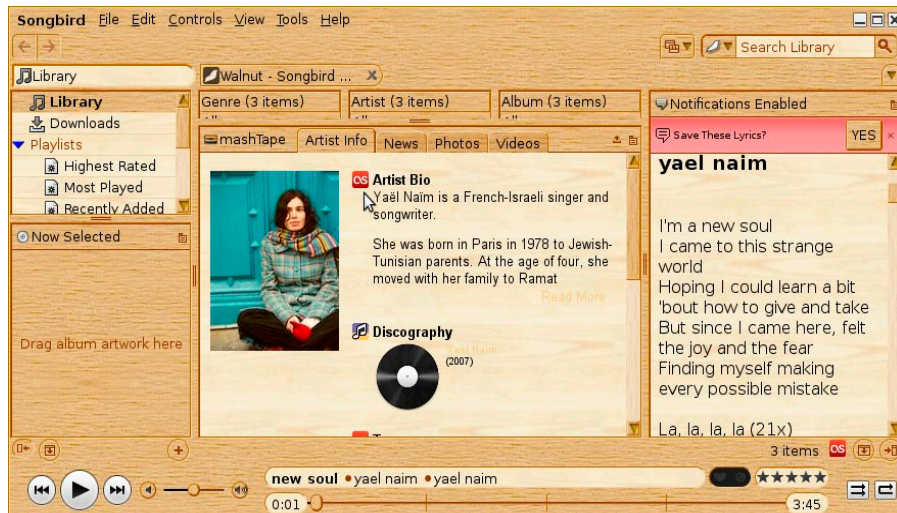 Songbird File Edit Controls View Tools Help
Search Library
Library
Walnut - Songbird ...
Library
Downloads
Playlists
Highest Rated
Most Played
Recently Added
Now Selected
Drag album artwork here
Genre (3 items)
Artist (3 items)
Album (3 items)
mashTape
Artist Info
News
Photos
Videos
Artist Bio
Yaël Naïm is a French-Israeli singer and
songwriter.
She was born in Paris in 1978 to Jewish-
Tunisian parents. At the age of four, she
moved with her family to Ramat
Read More
Discography
Yael Naim
(2007)
Notifications Enabled
Save These Lyrics?
YES
yael naim
I'm a new soul
I came to this strange
world
Hoping I could learn a bit
'bout how to give and take
But since I came here, felt
the joy and the fear
Finding myself making
every possible mistake
La, la, la, la (21x)
3 items
new soul •yael naim •yael naim
0:01
3:45